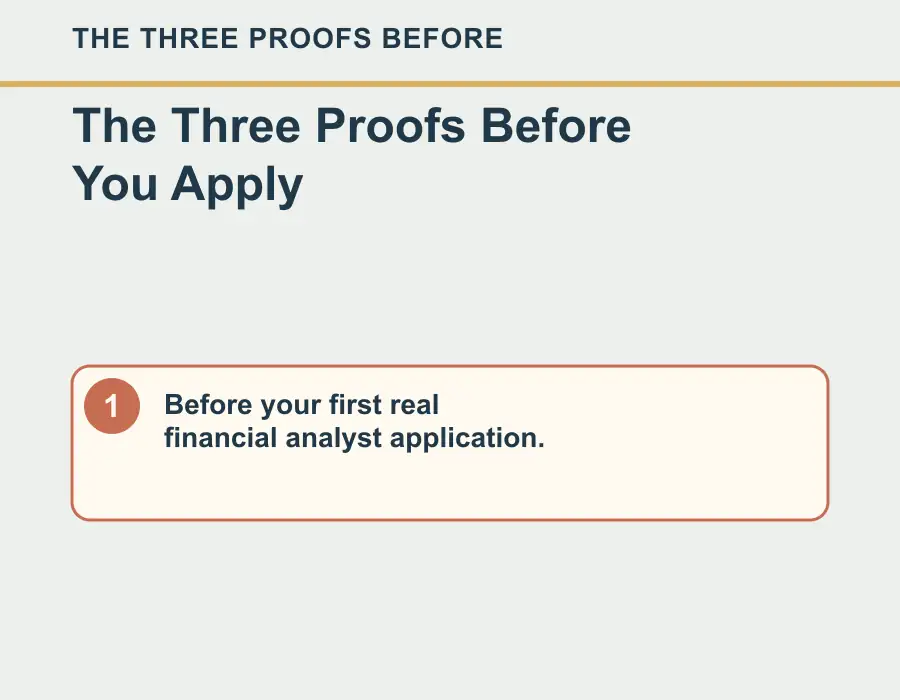 THE THREE PROOFS BEFORE
The Three Proofs Before
You Apply
1
Before your first real
financial analyst application.